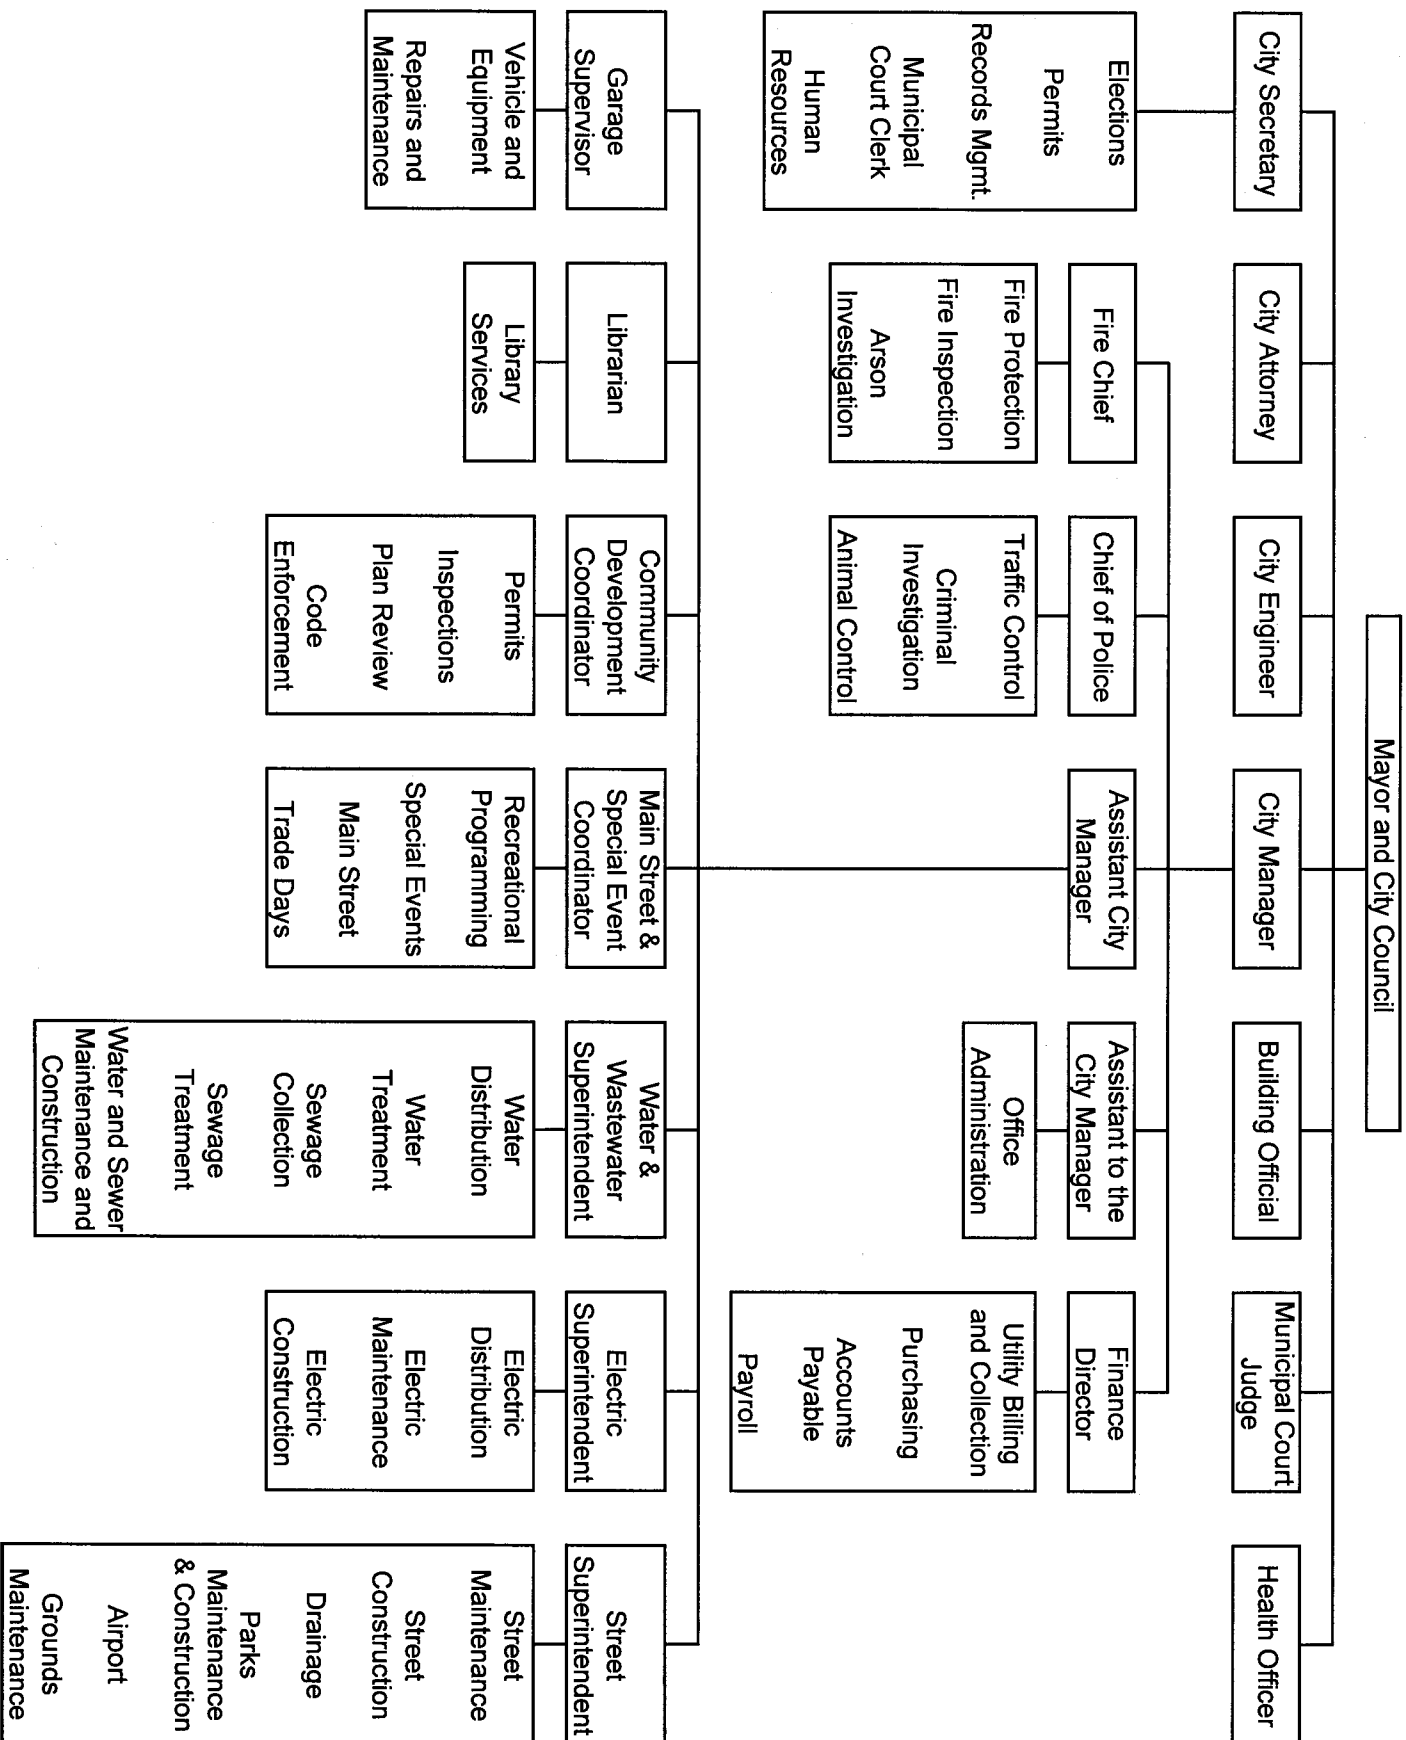 Mayor and City Council
City Secretary
City Attorney
City Engineer
City Manager
Building Official
Municipal Court
Judge
Health Officer
Elections
Permits
Records Mgmt.
Municipal
Court Clerk
Human
Resources
Fire Chief
Chief of Police
Assistant City
Manager
Assistant to the
City Manager
Finance
Director
Fire Protection
Fire Inspection
Arson
Investigation
Traffic Control
Criminal
Investigation
Animal Control
Office
Administration
Utility Billing
and Collection
Purchasing
Accounts
Payable
Payroll
Garage
Supervisor
Librarian
Community
Development
Coordinator
Main Street &
Special Event
Coordinator
Water &
Wastewater
Superintendent
Electric
Superintendent
Street
Superintendent
Vehicle and
Equipment
Repairs and
Maintenance
Library
Services
Permits
Inspections
Plan Review
Code
Enforcement
Recreational
Programming
Special Events
Main Street
Trade Days
Water
Distribution
Water
Treatment
Sewage
Collection
Sewage
Treatment
Water and Sewer
Maintenance and
Construction
Electric
Distribution
Electric
Maintenance
Electric
Construction
Street
Maintenance
Street
Construction
Drainage
Parks
Maintenance
& Construction
Airport
Grounds
Maintenance